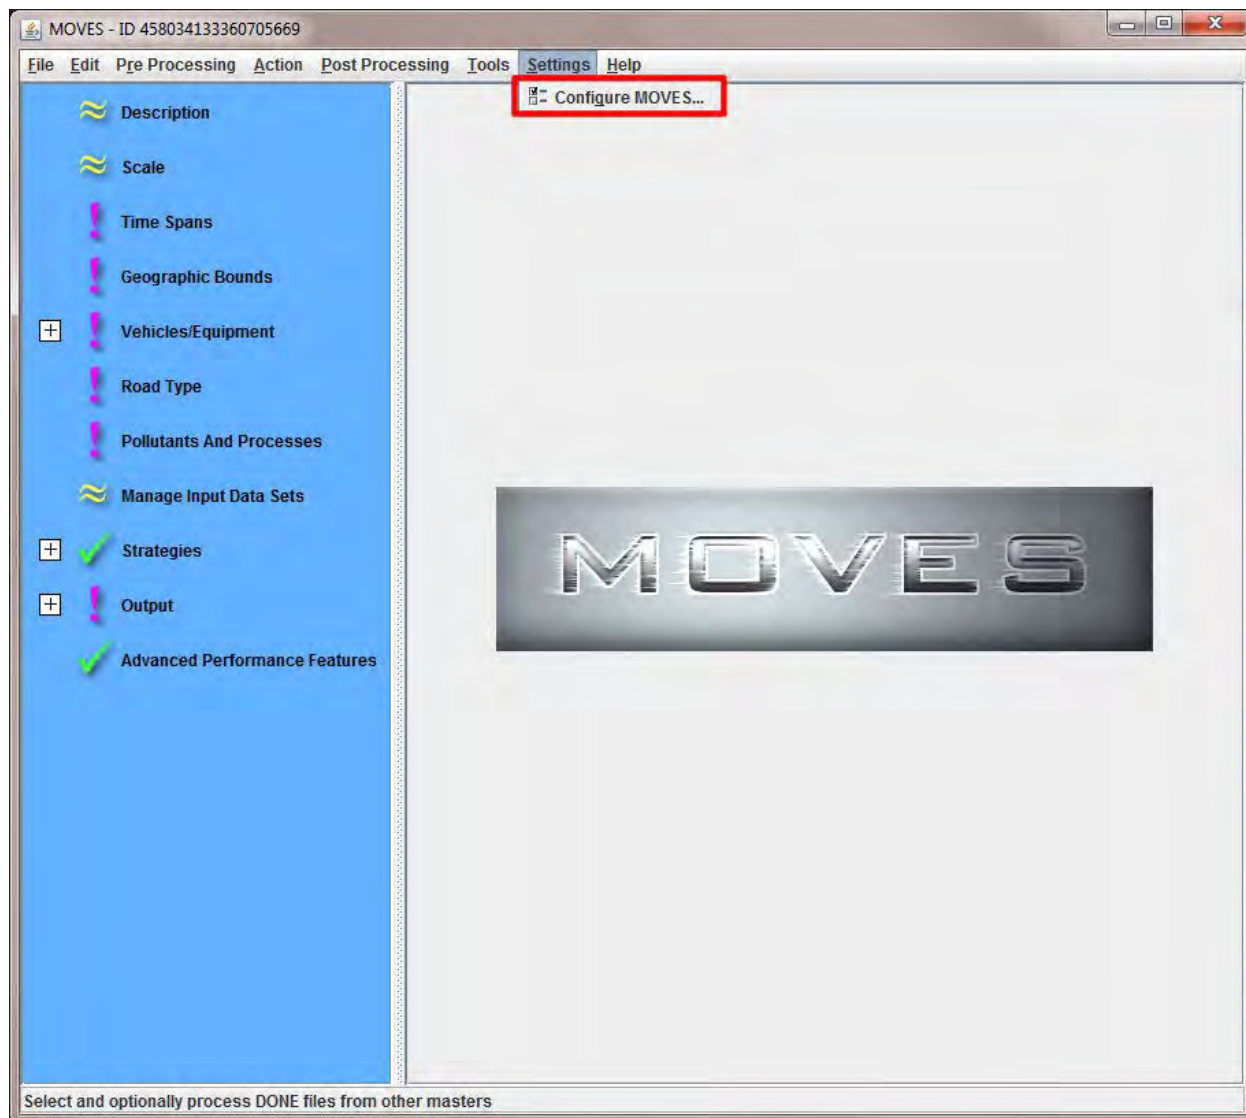 MOVES - ID 458034133360705669
File Edit Pre Processing Action Post Processing Tools Settings Help
Configure MOVES...
Description
Scale
Time Spans
Geographic Bounds
Vehicles/Equipment
Road Type
Pollutants And Processes
Manage Input Data Sets
Strategies
Output
Advanced Performance Features
MOVES
Select and optionally process DONE files from other masters